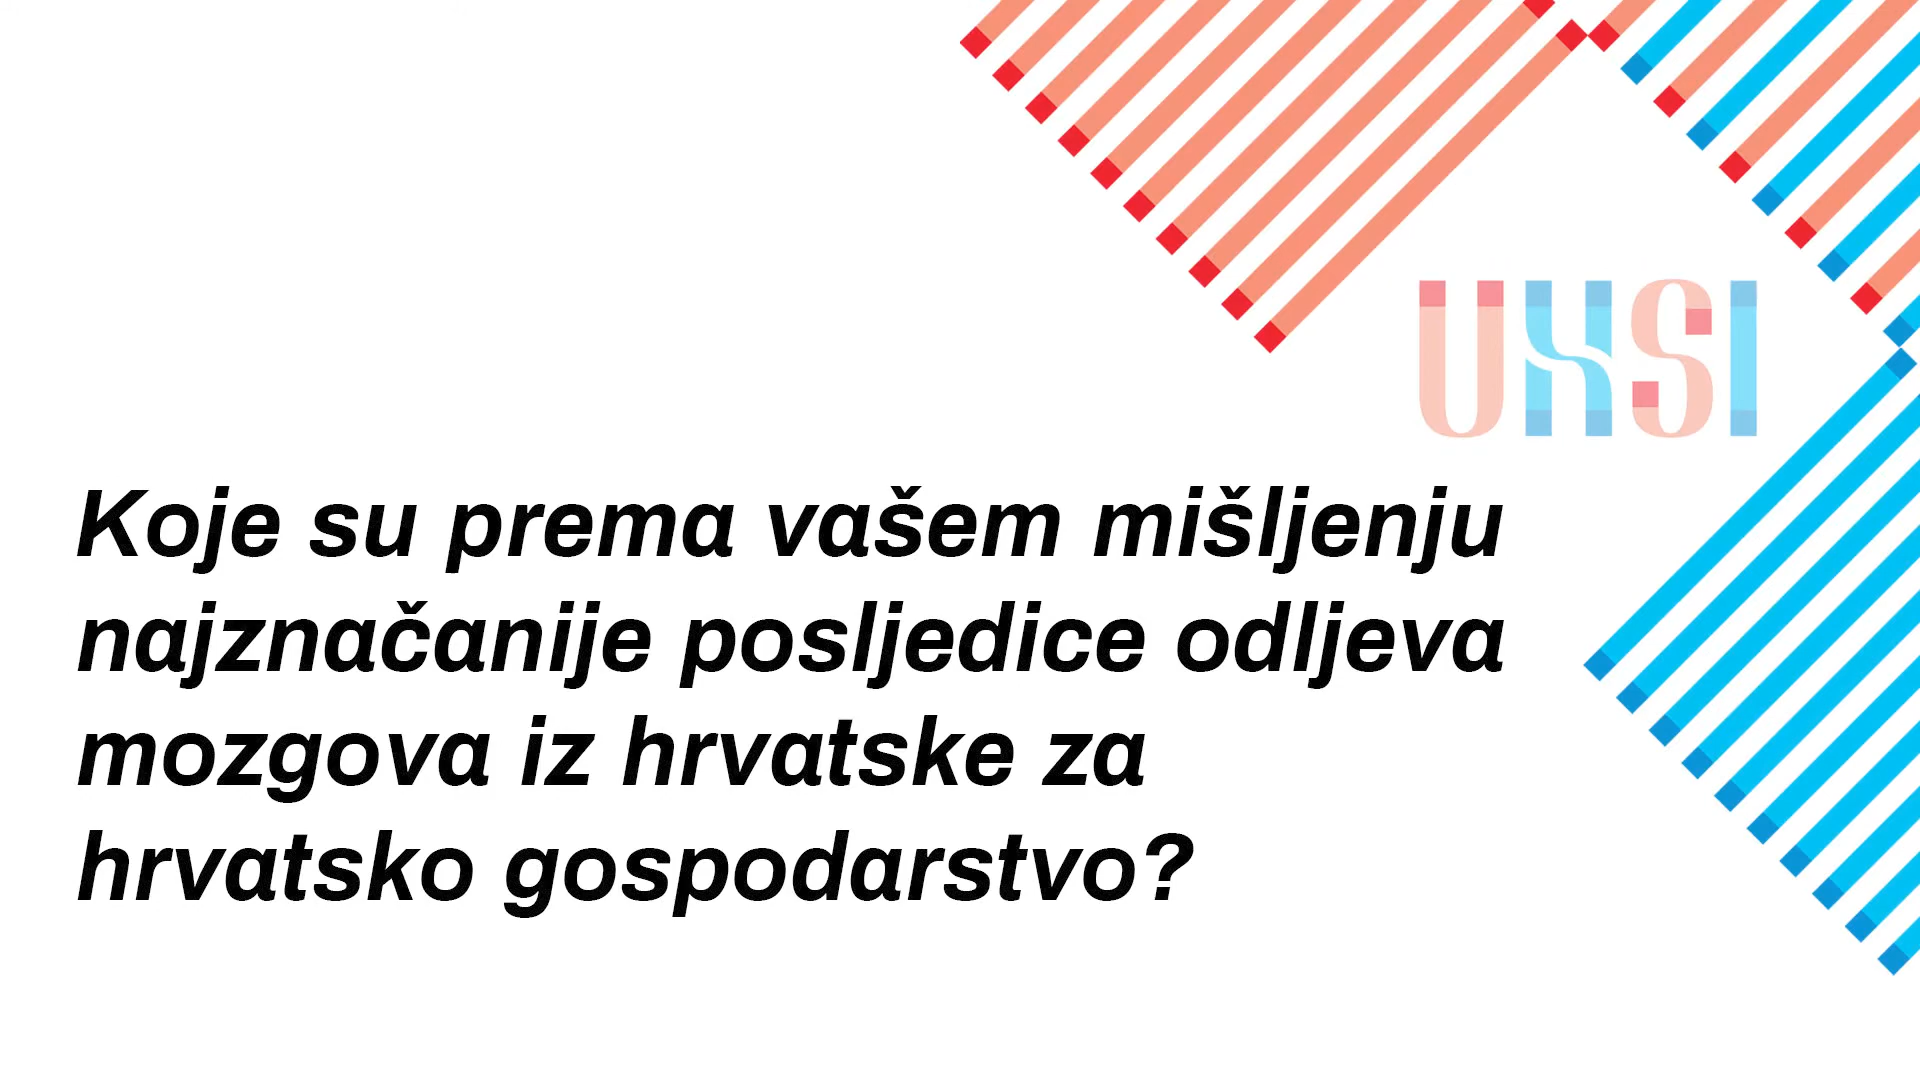 UHSI
Koje su prema vašem mišljenju
najznačanije posljedice odljeva
mozgova iz hrvatske za
hrvatsko gospodarstvo?